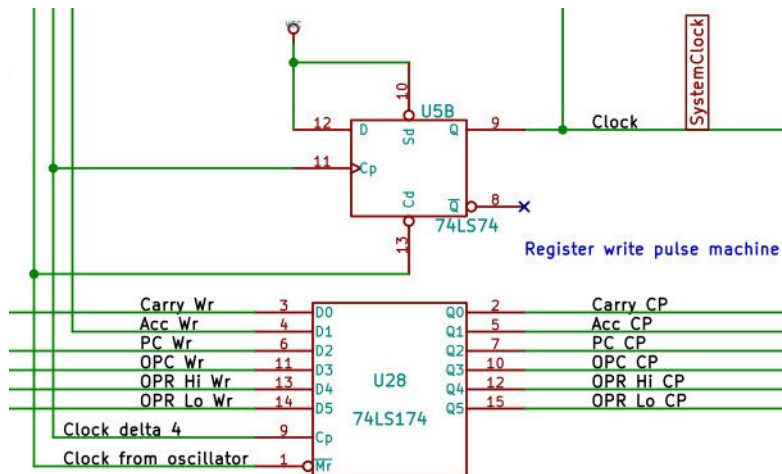 VCC
10
U5B
12 D Sd Q 9 Clock
SystemClock
11 Cp
Cd Q 8
13
74LS74
Register write pulse machine
Carry Wr 3 D0 Q0 2 Carry CP
Acc Wr 4 D1 Q1 5 Acc CP
PC Wr 6 D2 Q2 7 PC CP
OPC Wr 11 D3 Q3 10 OPC CP
OPR Hi Wr 13 D4 Q4 12 OPR Hi CP
OPR Lo Wr 14 D5 Q5 15 OPR Lo CP
U28
74LS174
Clock delta 4 9 Cp
Clock from oscillator 1 Mr